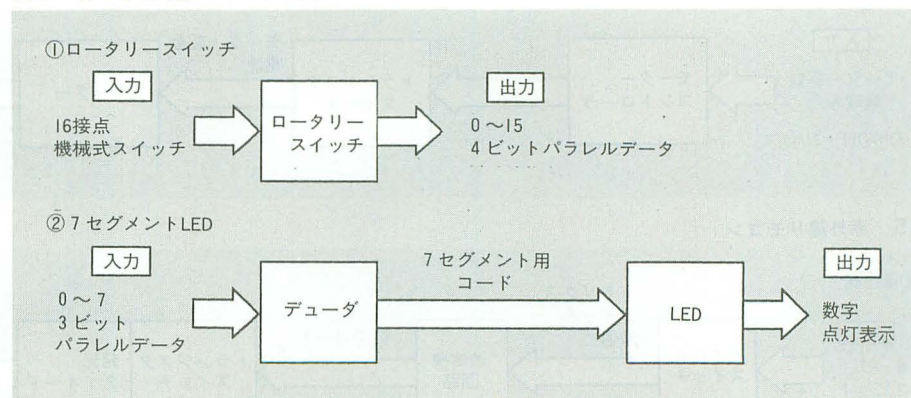 ①ロータリースイッチ
入力
16接点
機械式スイッチ
ロータリー
スイッチ
出力
0～15
4ビットパラレルデータ
②7セグメントLED
入力
0～7
3ビット
パラレルデータ
デューダ
7セグメント用
コード
LED
出力
数字
点灯表示